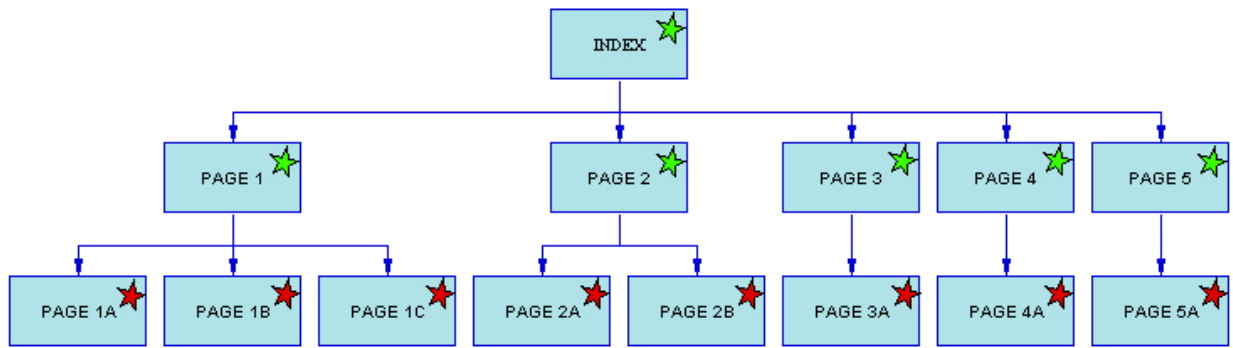 INDEX
PAGE 1
PAGE 2
PAGE 3
PAGE 4
PAGE 5
PAGE 1A
PAGE 1B
PAGE 1C
PAGE 2A
PAGE 2B
PAGE 3A
PAGE 4A
PAGE 5A